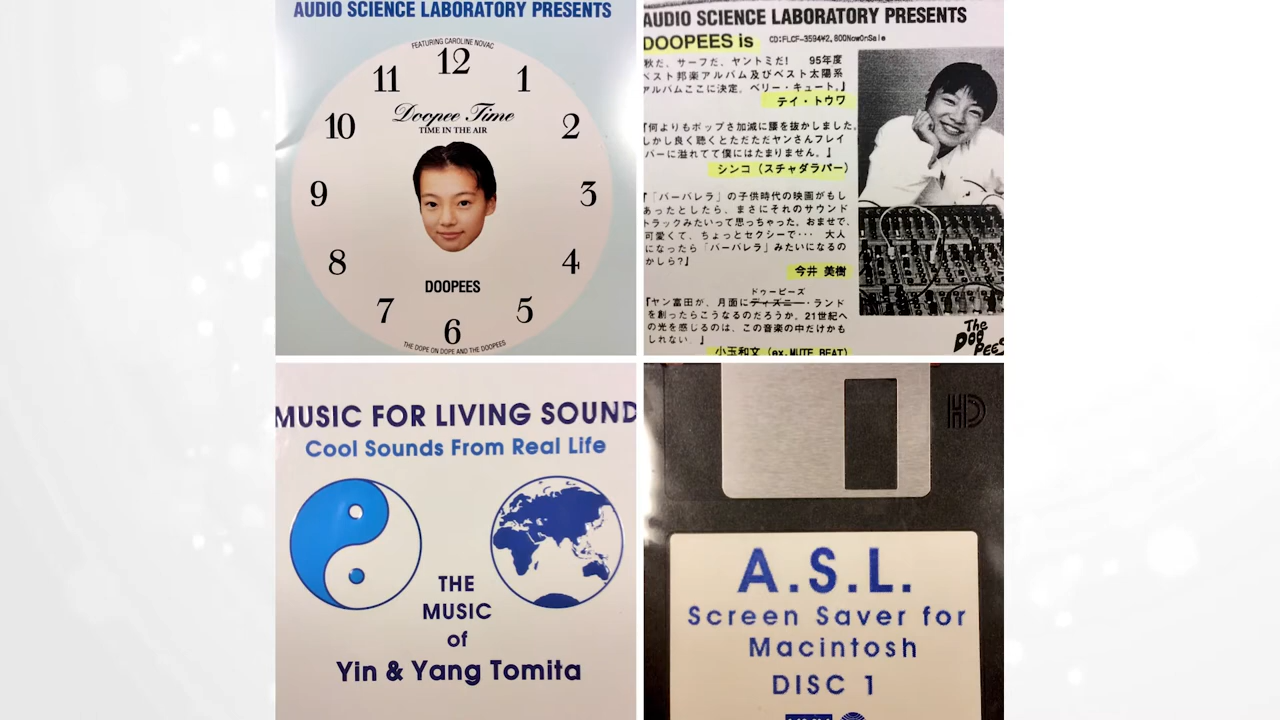 AUDIO SCIENCE LABORATORY PRESENTS
FEATURING CAROLINE NOVAC
12
11
1
Doopee Time
TIME IN THE AIR
10
2
9
3
8
4
DOOPEES
7
5
6
THE DOPE ON DOPE AND THE DOOPEES
AUDIO SCIENCE LABORATORY PRESENTS
DOOPEES is CD:FLCF-3594¥2,800NowOnSale
秋だ、サーフだ、ヤントミだ! 95年度
ベスト邦楽アルバム及びベスト太陽系
アルバムここに決定。ベリー・キュート。』
テイ・トウワ
『何よりもポップさ加減に腰を抜かしました。
しかし良く聴くとただただヤンさんフレイ
バーに溢れてて僕にはたまりません。』
シンコ(スチャダラパー)
『「バーバレラ」の子供時代の映画がもし
あったとしたら、まさにそれのサウンド
トラックみたいって思っちゃった。おませで、
可愛くて、ちょっとセクシーで・・・ 大人
になったら「バーバレラ」みたいになるの
かしら?』
今井 美樹
ドゥーピーズ
『ヤン富田が、月面にディズニー・ランド
を創ったらこうなるのだろうか。21世紀へ
の光を感じるのは、この音楽の中だけかも
しれない。』
小玉和文(ex.MUTE BEAT)
The
DOO
PEES
MUSIC FOR LIVING SOUND
Cool Sounds From Real Life
THE
MUSIC
of
Yin & Yang Tomita
HD
A.S.L.
Screen Saver for
Macintosh
DISC 1